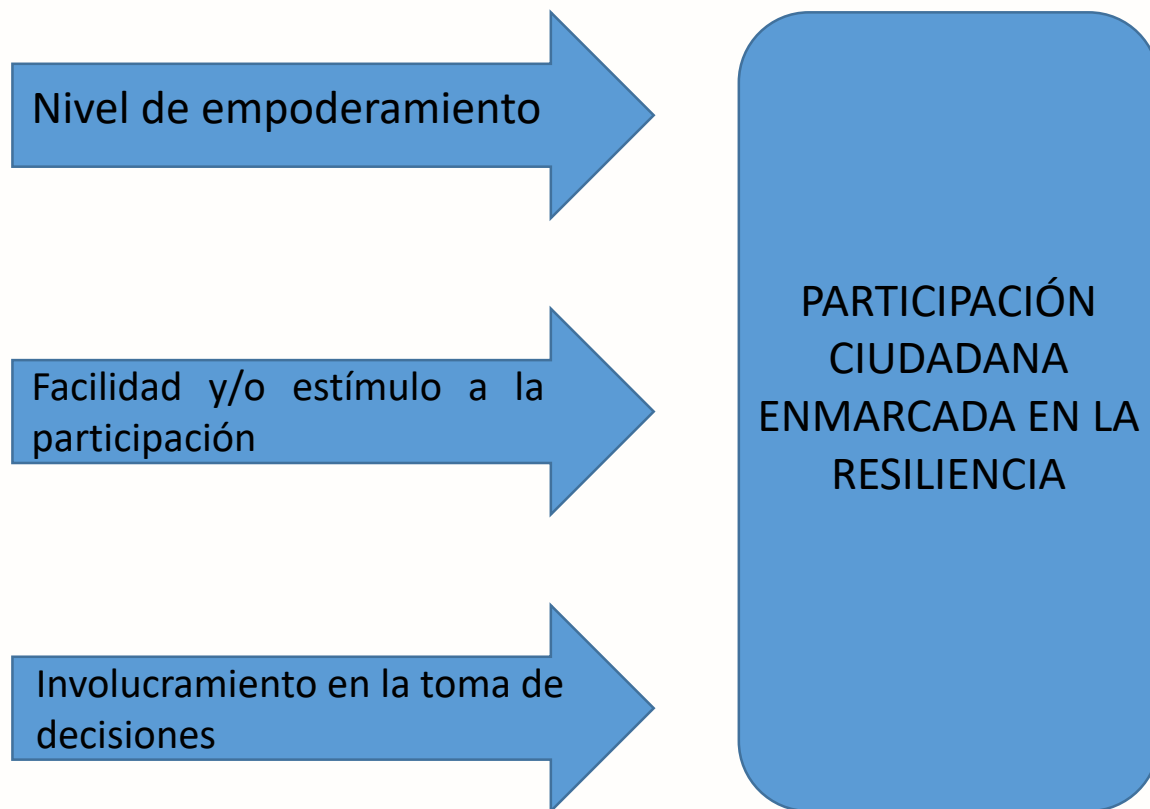 Nivel de empoderamiento
Facilidad y/o estímulo a la
participación
Involucramiento en la toma de
decisiones
PARTICIPACIÓN
CIUDADANA
ENMARCADA EN LA
RESILIENCIA